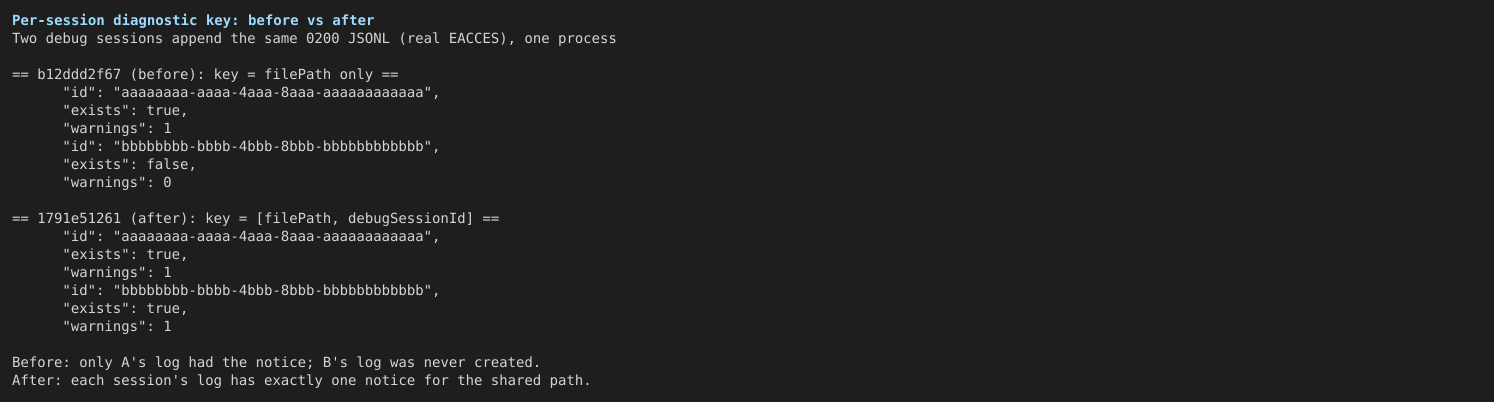 Per-session diagnostic key: before vs after
Two debug sessions append the same 0200 JSONL (real EACCES), one process
== b12ddd2f67 (before): key = filePath only ==
"id": "aaaaaaaa-aaaa-4aaa-8aaa-aaaaaaaaaaaa",
"exists": true,
"warnings": 1
"id": "bbbbbbbb-bbbb-4bbb-8bbb-bbbbbbbbbbbb",
"exists": false,
"warnings": 0
== 1791e51261 (after): key = [filePath, debugSessionId] ==
"id": "aaaaaaaa-aaaa-4aaa-8aaa-aaaaaaaaaaaa",
"exists": true,
"warnings": 1
"id": "bbbbbbbb-bbbb-4bbb-8bbb-bbbbbbbbbbbb",
"exists": true,
"warnings": 1
Before: only A's log had the notice; B's log was never created.
After: each session's log has exactly one notice for the shared path.